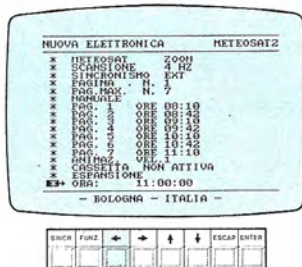 NUOVA ELETTRONICA METEOSAT2
* METEOSAT ZOOM
* SCANSIONE 4 HZ
* SINCRONISMO EXT
* PAGINA . N. 1
* PAG.MAX. N. 7
* MANUALE
* PAG. 1 ORE 08:10
* PAG. 2 ORE 08:42
* PAG. 3 ORE 09:10
* PAG. 4 ORE 09:42
* PAG. 5 ORE 10:10
* PAG. 6 ORE 10:42
* PAG. 7 ORE 11:10
* ANIMAZ. VEL.1
* CASSETTA NON ATTIVA
* ESPANSIONE
ORA: 11:00:00
- BOLOGNA - ITALIA -
SINCR FUNZ. ← → ↑ ↓ ESCAP ENTER